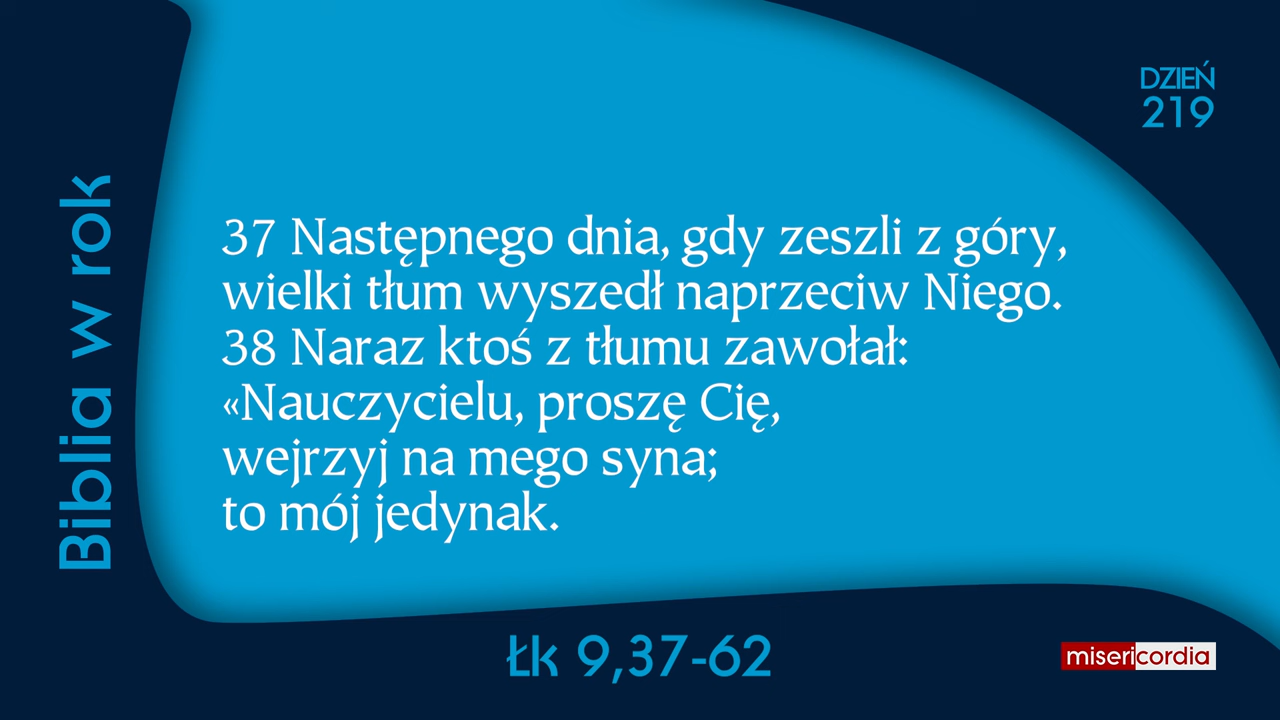 DZIEŃ
219
Biblia w rok
37 Następnego dnia, gdy zeszli z góry,
wielki tłum wyszedł naprzeciw Niego.
38 Naraz ktoś z tłumu zawołał:
«Nauczycielu, proszę Cię,
wejrzyj na mego syna;
to mój jedynak.
Łk 9,37-62
misericordia